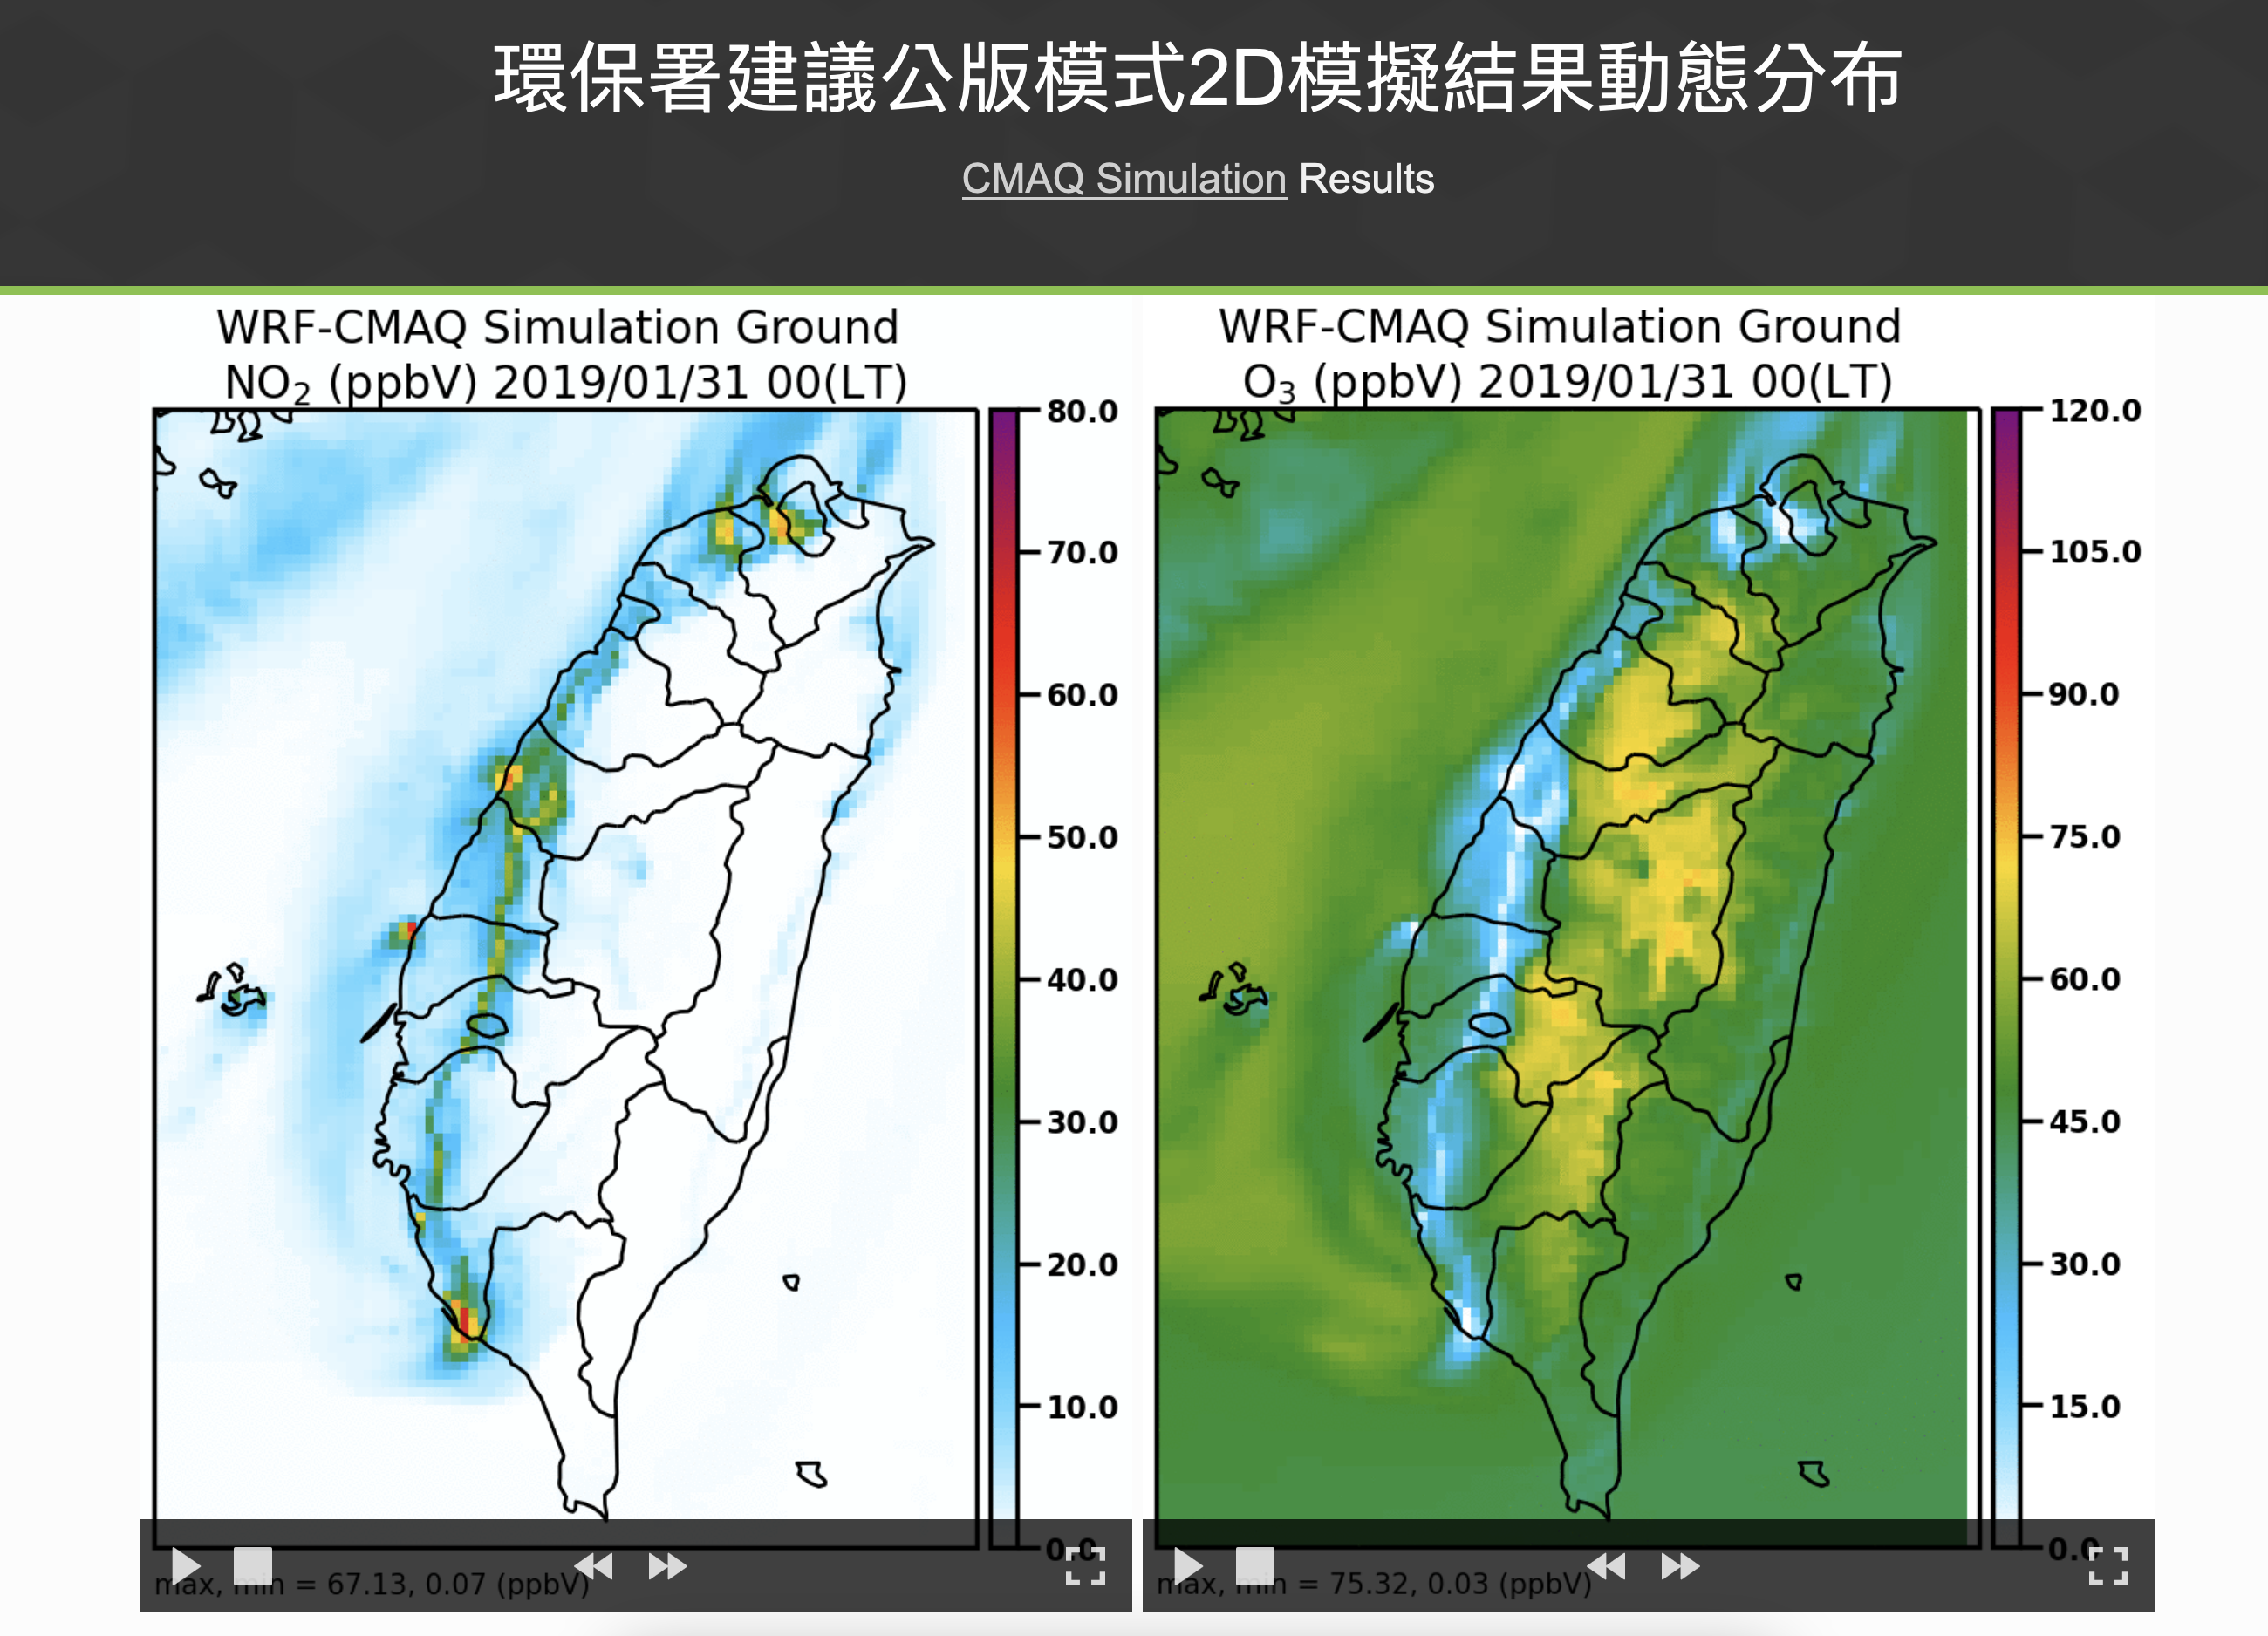 環保署建議公版模式2D模擬結果動態分布
CMAQ Simulation Results
WRF-CMAQ Simulation Ground
NO₂ (ppbV) 2019/01/31 00(LT)
80.0
70.0
60.0
50.0
40.0
30.0
20.0
10.0
0.0
max, min = 67.13, 0.07 (ppbV)
WRF-CMAQ Simulation Ground
O₃ (ppbV) 2019/01/31 00(LT)
120.0
105.0
90.0
75.0
60.0
45.0
30.0
15.0
0.0
max, min = 75.32, 0.03 (ppbV)